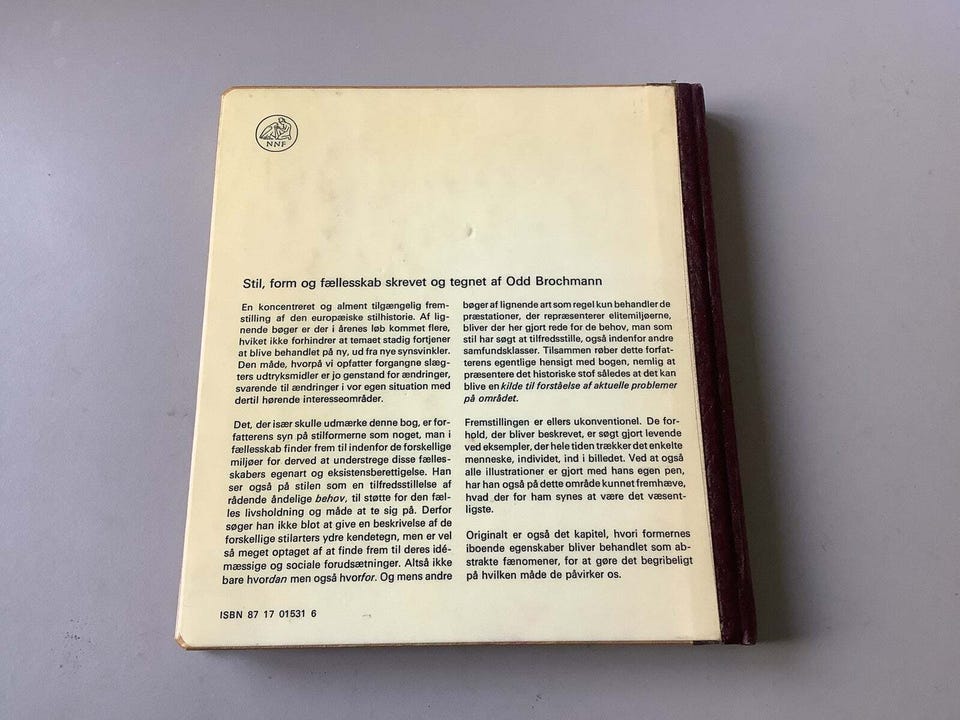 NNF
Stil, form og fællesskab skrevet og tegnet af Odd Brochmann
En koncentreret og alment tilgængelig frem-
stilling af den europæiske stilhistorie. Af lig-
nende bøger er der i årenes løb kommet flere,
hviket ikke forhindrer at temaet stadig fortjener
at blive behandlet på ny, ud fra nye synsvinkler.
Den måde, hvorpå vi opfatter forgangne slæg-
ters udtryksmidler er jo genstand for ændringer,
svarende til ændringer i vor egen situation med
dertil hørende interesseområder.
Det, der især skulle udmærke denne bog, er for-
fatterens syn på stilformerne som noget, man i
fællesskab finder frem til indenfor de forskellige
miljøer for derved at understrege disse fælles-
skabers egenart og eksistensberettigelse. Han
ser også på stilen som en tilfredsstillelse af
rådende åndelige behov, til støtte for den fæl-
les livsholdning og måde at te sig på. Derfor
søger han ikke blot at give en beskrivelse af de
forskellige stilarters ydre kendetegn, men er vel
så meget optaget af at finde frem til deres idé-
mæssige og sociale forudsætninger. Altså ikke
bare hvordan men også hvorfor. Og mens andre
bøger af lignende art som regel kun behandler de
præstationer, der repræsenterer elitemiljøerne,
bliver der her gjort rede for de behov, man som
stil har søgt at tilfredsstille, også indenfor andre
samfundsklasser. Tilsammen røber dette forfat-
terens egentlige hensigt med bogen, nemlig at
præsentere det historiske stof således at det kan
blive en kilde til forståelse af aktuelle problemer
på området.
Fremstillingen er ellers ukonventionel. De for-
hold, der bliver beskrevet, er søgt gjort levende
ved eksempler, der hele tiden trækker det enkelte
menneske, individet, ind i billedet. Ved at også
alle illustrationer er gjort med hans egen pen,
har han også på dette område kunnet fremhæve,
hvad der for ham synes at være det væsent-
ligste.
Originalt er også det kapitel, hvori formernes
iboende egenskaber bliver behandlet som ab-
strakte fænomener, for at gøre det begribeligt
på hvilken måde de påvirker os.
ISBN 87 17 01531 6